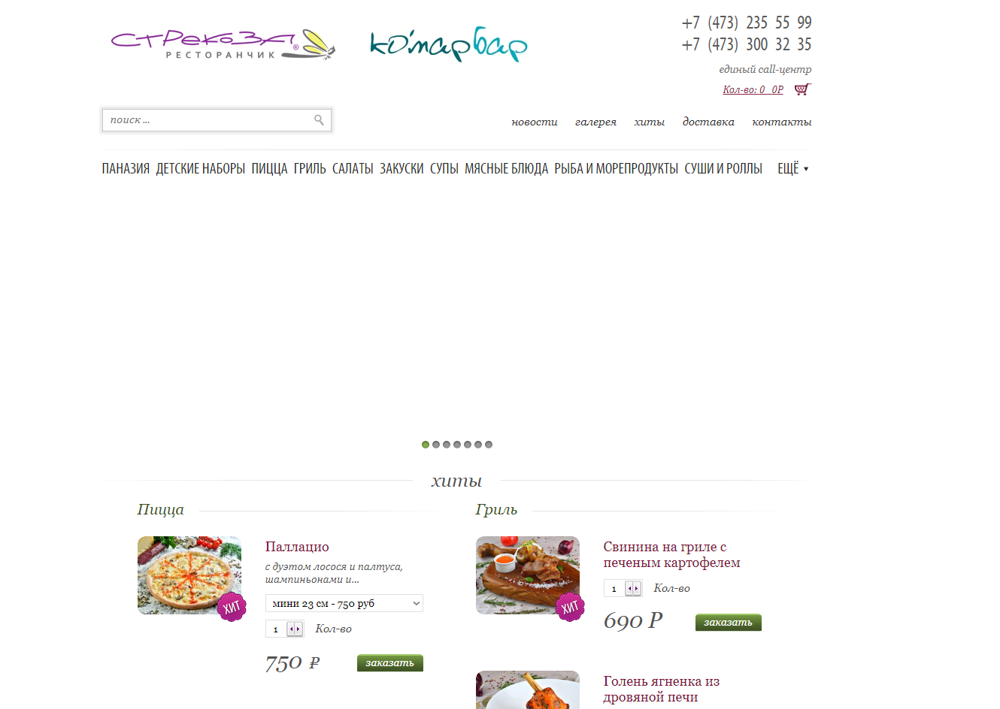 стрекоза®
РЕСТОРАНЧИК
ко'марбар
+7 (473) 235 55 99
+7 (473) 300 32 35
единый call-центр
Кол-во: 0 0Р
поиск ...
новости галерея хиты доставка контакты
ПАНАЗИЯ ДЕТСКИЕ НАБОРЫ ПИЦЦА ГРИЛЬ САЛАТЫ ЗАКУСКИ СУПЫ МЯСНЫЕ БЛЮДА РЫБА И МОРЕПРОДУКТЫ СУШИ И РОЛЛЫ ЕЩЁ
хиты
Пицца
ХИТ
Паллацио
с дуэтом лосося и палтуса,
шампиньонами и...
мини 23 см - 750 руб
1 Кол-во
750 ₽ заказать
Гриль
ХИТ
Свинина на гриле с
печеным картофелем
1 Кол-во
690 Р заказать
Голень ягненка из
дровяной печи